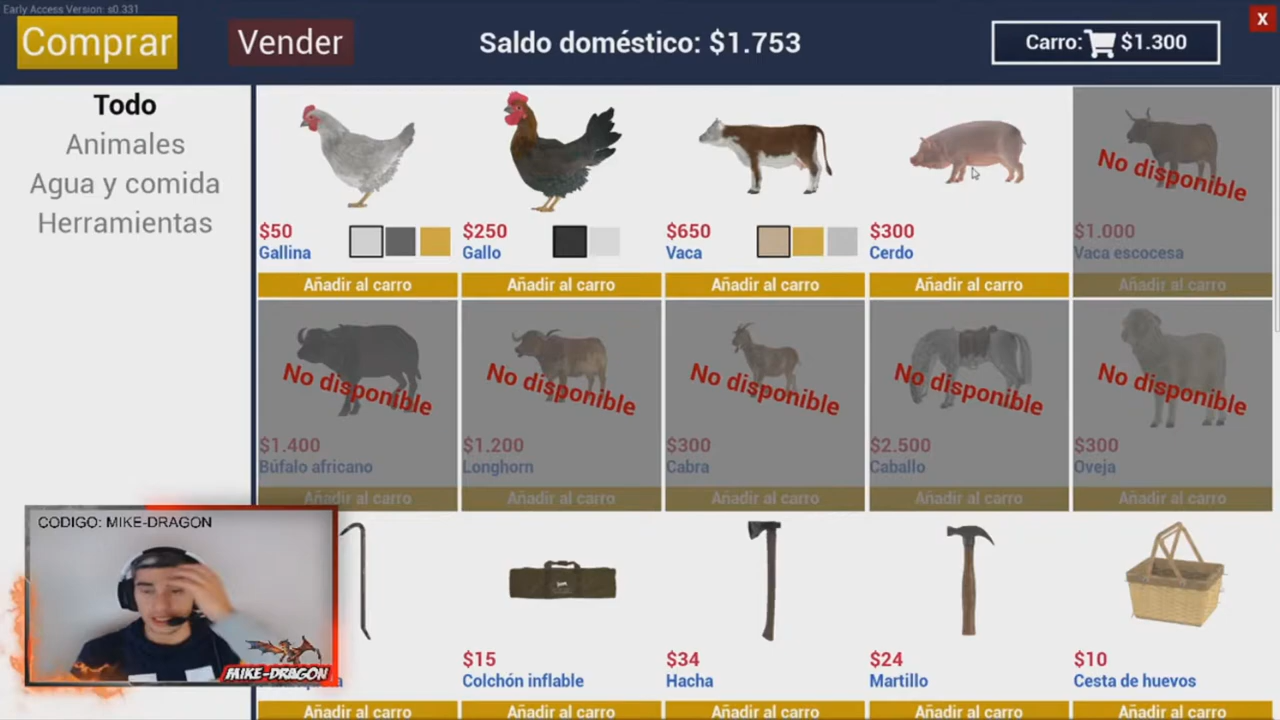 Early Access Version: s0.331
Comprar
Vender
Saldo doméstico: $1.753
Carro: $1.300
X
Todo
Animales
Agua y comida
Herramientas
$50
Gallina
Añadir al carro
$250
Gallo
Añadir al carro
$650
Vaca
Añadir al carro
$300
Cerdo
Añadir al carro
No disponible
$1.000
Vaca escocesa
Añadir al carro
No disponible
$1.400
Búfalo africano
Añadir al carro
No disponible
$1.200
Longhorn
Añadir al carro
No disponible
$300
Cabra
Añadir al carro
No disponible
$2.500
Caballo
Añadir al carro
No disponible
$300
Oveja
Añadir al carro
$15
Colchón inflable
Añadir al carro
$34
Hacha
Añadir al carro
$24
Martillo
Añadir al carro
$10
Cesta de huevos
Añadir al carro
Añadir al carro
CODIGO: MIKE-DRAGON
MIKE-DRAGON